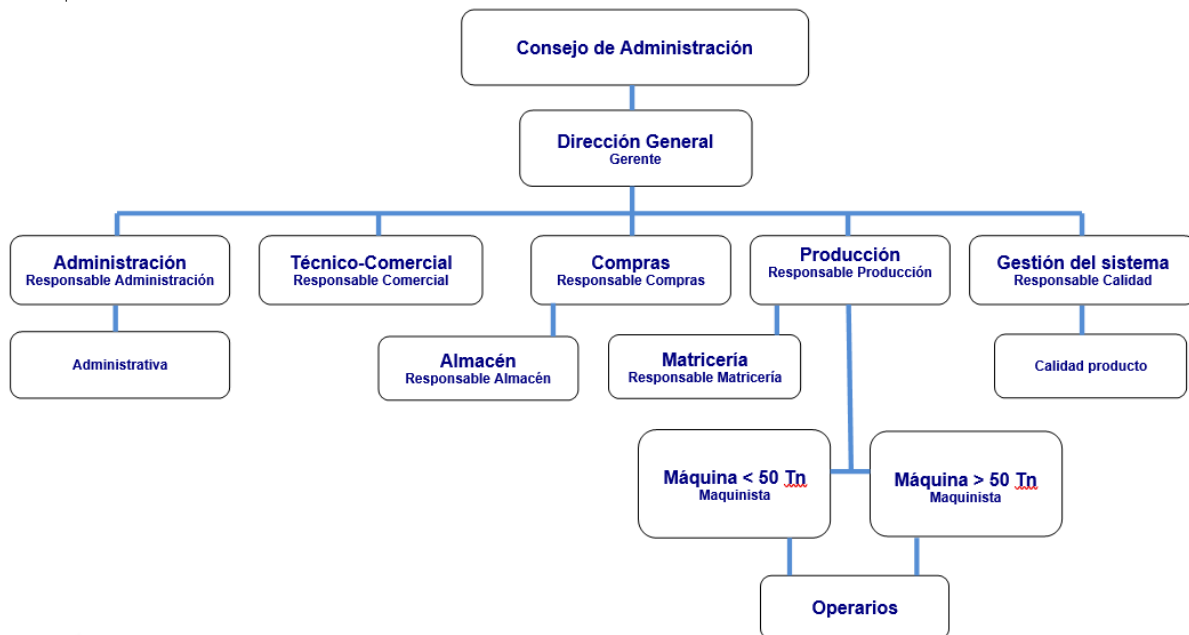 Consejo de Administración
Dirección General
Gerente
Administración
Responsable Administración
Técnico-Comercial
Responsable Comercial
Compras
Responsable Compras
Producción
Responsable Producción
Gestión del sistema
Responsable Calidad
Administrativa
Almacén
Responsable Almacén
Matricería
Responsable Matricería
Calidad producto
Máquina < 50 Tn
Maquinista
Máquina > 50 Tn
Maquinista
Operarios